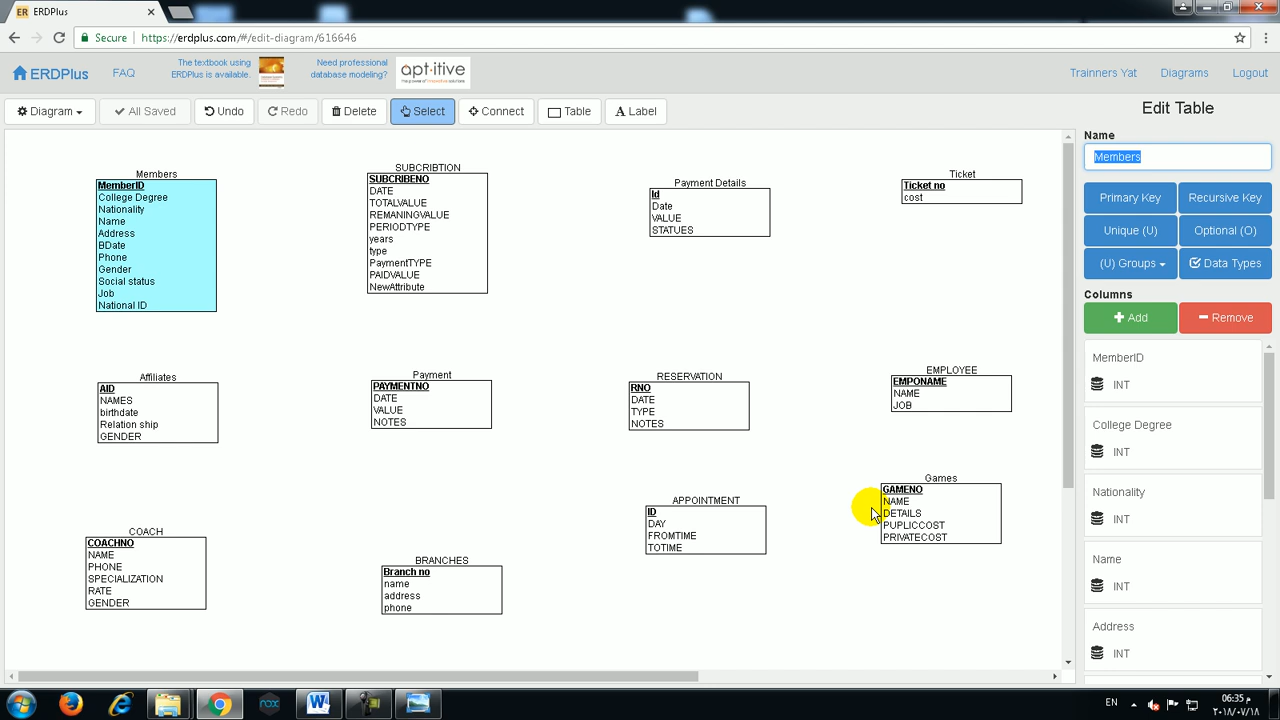 ERDPlus
Secure
https://erdplus.com/#/edit-diagram/616646
ERDPlus
FAQ
The textbook using
ERDPlus is available.
Need professional
database modeling?
apt·itive
Trainners Yat
Diagrams
Logout
Diagram
All Saved
Undo
Redo
Delete
Select
Connect
Table
Label
Edit Table
Name
Members
Primary Key
Recursive Key
Unique (U)
Optional (O)
(U) Groups
Data Types
Columns
Add
Remove
MemberID
INT
College Degree
INT
Nationality
INT
Name
INT
Address
INT
Members
MemberID
College Degree
Nationality
Name
Address
BDate
Phone
Gender
Social status
Job
National ID
SUBCRIBTION
SUBCRIBENO
DATE
TOTALVALUE
REMANINGVALUE
PERIODTYPE
years
type
PaymentTYPE
PAIDVALUE
NewAttribute
Payment Details
Id
Date
VALUE
STATUES
Ticket
Ticket no
cost
Affiliates
AID
NAMES
birthdate
Relation ship
GENDER
Payment
PAYMENTNO
DATE
VALUE
NOTES
RESERVATION
RNO
DATE
TYPE
NOTES
EMPLOYEE
EMPONAME
NAME
JOB
Games
GAMENO
NAME
DETAILS
PUPLICCOST
PRIVATECOST
COACH
COACHNO
NAME
PHONE
SPECIALIZATION
RATE
GENDER
BRANCHES
Branch no
name
address
phone
APPOINTMENT
ID
DAY
FROMTIME
TOTIME
EN
06:35 م
٢٠١٨/٠٧/١٨